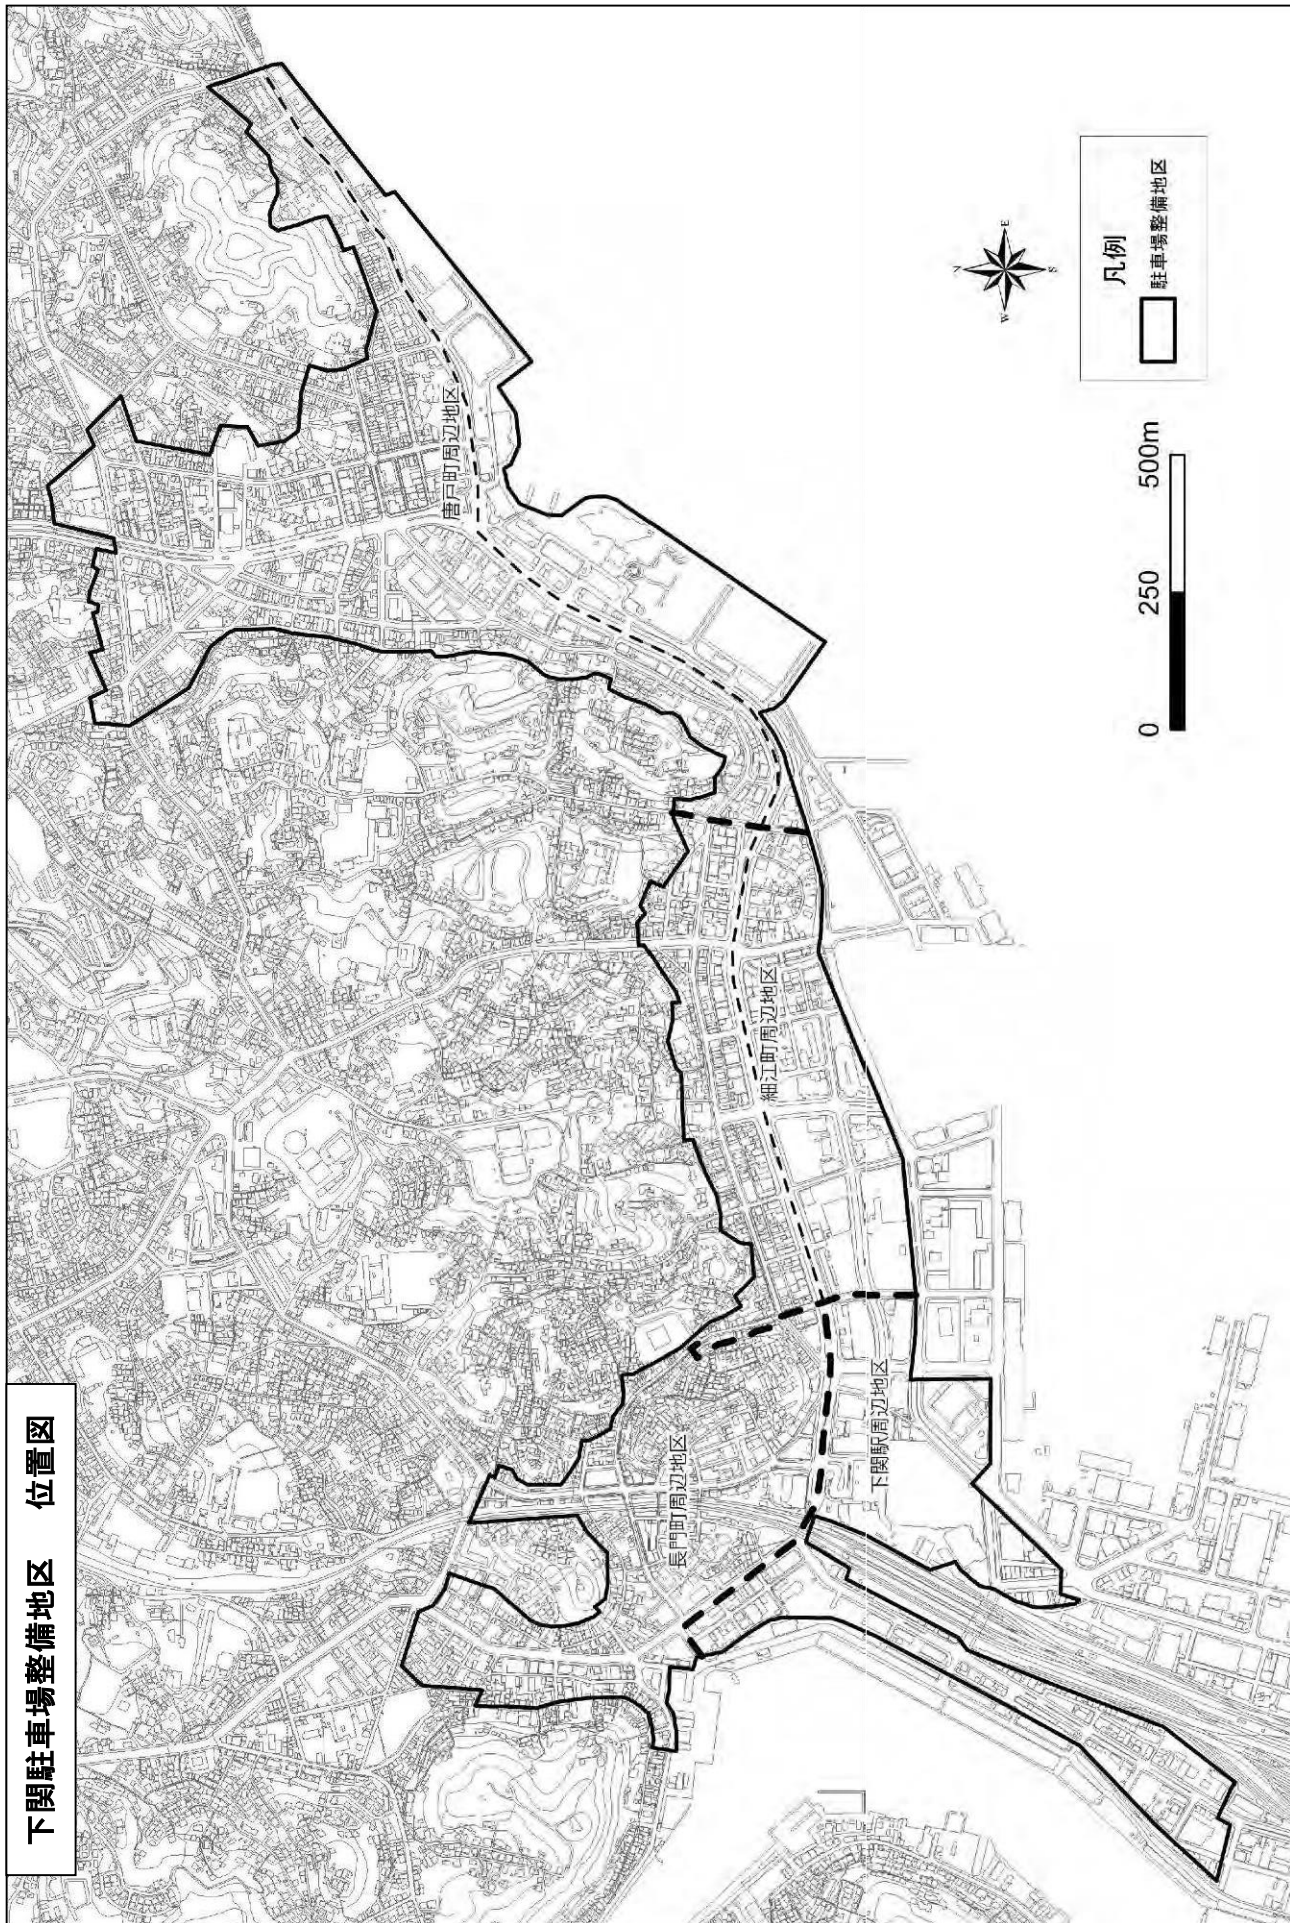 下関駐車場整備地区 位置図
唐戸町周辺地区
細江町周辺地区
長門町周辺地区
下関駅周辺地区
N
W
E
S
凡例
駐車場整備地区
0 250 500m